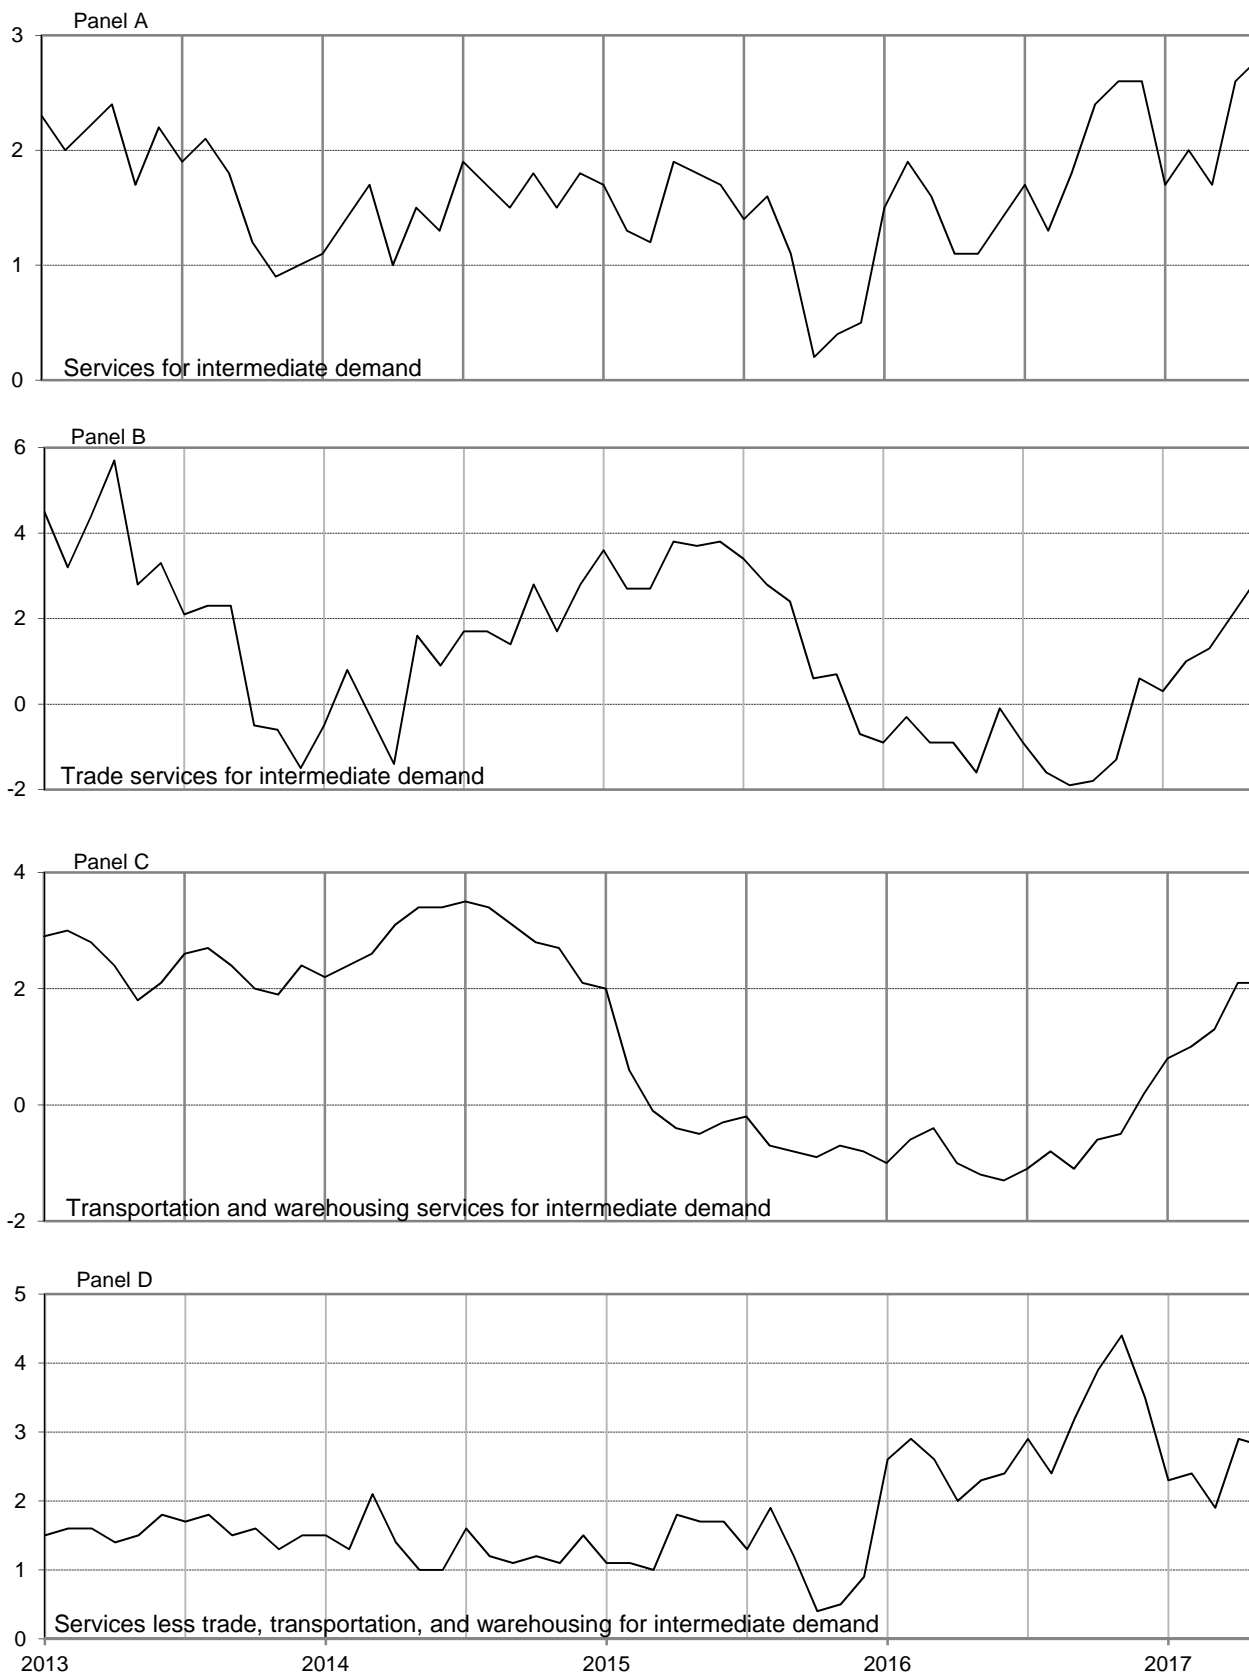 Panel A
3
2
1
0
Services for intermediate demand
Panel B
6
4
2
0
-2
Trade services for intermediate demand
Panel C
4
2
0
-2
Transportation and warehousing services for intermediate demand
Panel D
5
4
3
2
1
0
Services less trade, transportation, and warehousing for intermediate demand
2013 2014 2015 2016 2017